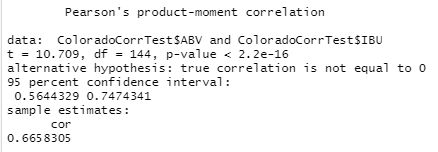 Pearson's product-moment correlation
data:  ColoradoCorrTest$ABV and ColoradoCorrTest$IBU
t = 10.709, df = 144, p-value < 2.2e-16
alternative hypothesis: true correlation is not equal to 0
95 percent confidence interval:
 0.5644329 0.7474341
sample estimates:
      cor
0.6658305